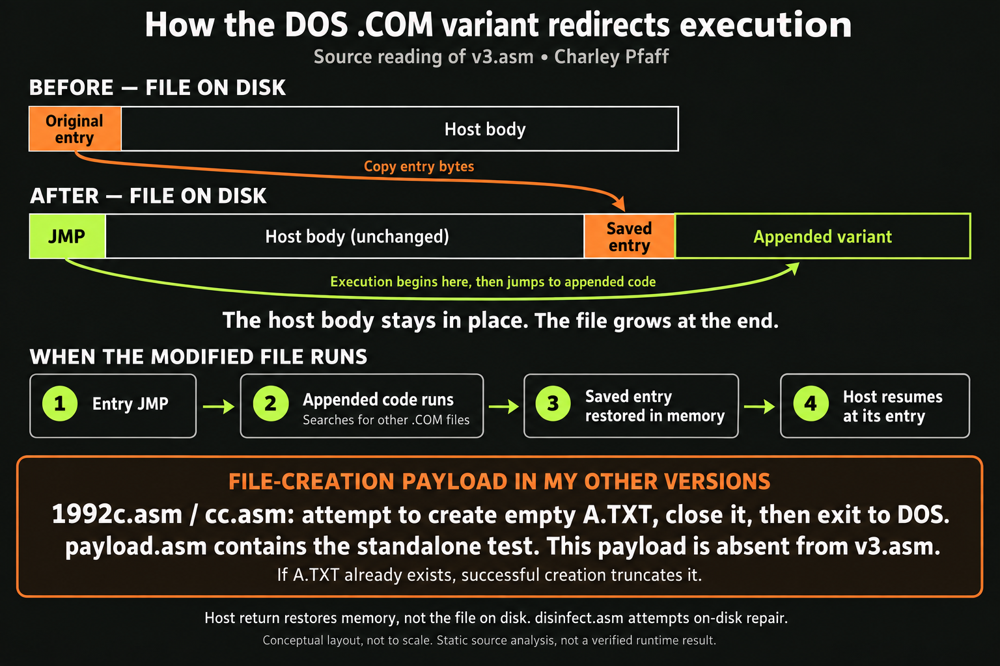 How the DOS .COM variant redirects execution
Source reading of v3.asm • Charley Pfaff
BEFORE — FILE ON DISK
Original
entry
Host body
Copy entry bytes
AFTER — FILE ON DISK
JMP
Host body (unchanged)
Saved
entry
Appended variant
Execution begins here, then jumps to appended code
The host body stays in place. The file grows at the end.
WHEN THE MODIFIED FILE RUNS
1
Entry JMP
2
Appended code runs
Searches for other .COM files
3
Saved entry
restored in memory
4
Host resumes
at its entry
FILE-CREATION PAYLOAD IN MY OTHER VERSIONS
1992c.asm / cc.asm: attempt to create empty A.TXT, close it, then exit to DOS.
payload.asm contains the standalone test. This payload is absent from v3.asm.
If A.TXT already exists, successful creation truncates it.
Host return restores memory, not the file on disk. disinfect.asm attempts on-disk repair.
Conceptual layout, not to scale. Static source analysis, not a verified runtime result.